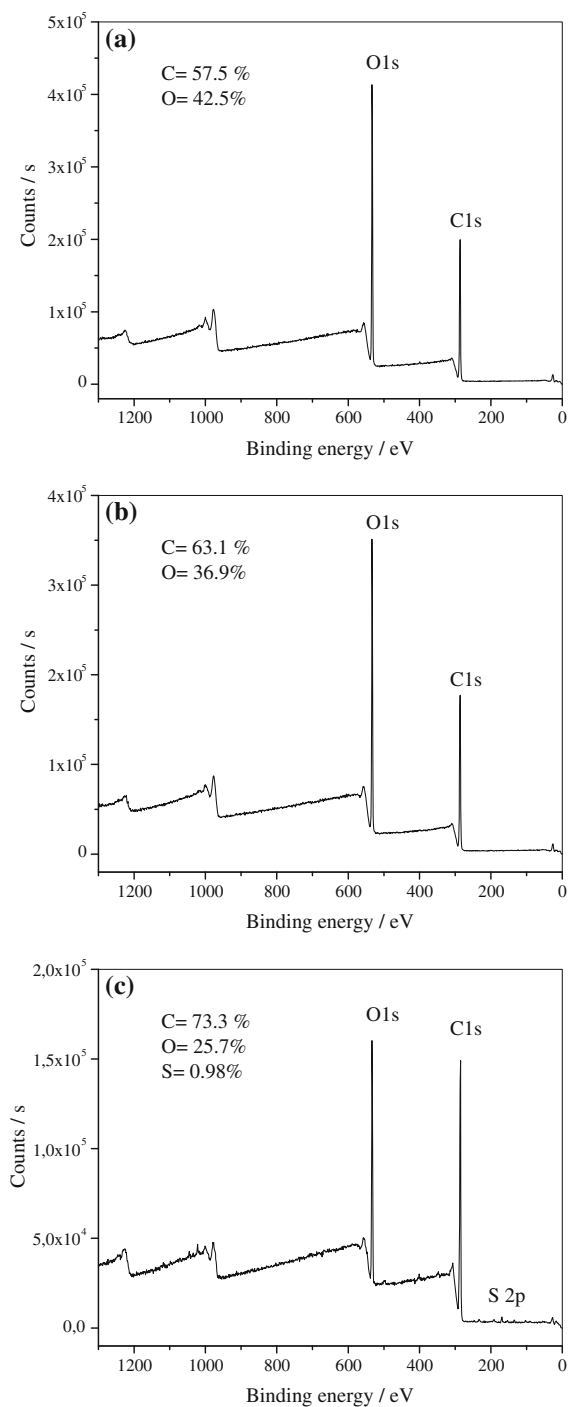 (a)
C= 57.5 %
O= 42.5%
O1s
C1s
5x10⁵
4x10⁵
3x10⁵
2x10⁵
1x10⁵
0
Counts / s
1200 1000 800 600 400 200 0
Binding energy / eV
(b)
C= 63.1 %
O= 36.9%
O1s
C1s
4x10⁵
3x10⁵
2x10⁵
1x10⁵
0
Counts / s
1200 1000 800 600 400 200 0
Binding energy / eV
(c)
C= 73.3 %
O= 25.7%
S= 0.98%
O1s
C1s
S 2p
2,0x10⁵
1,5x10⁵
1,0x10⁵
5,0x10⁴
0,0
Counts / s
1200 1000 800 600 400 200 0
Binding energy / eV